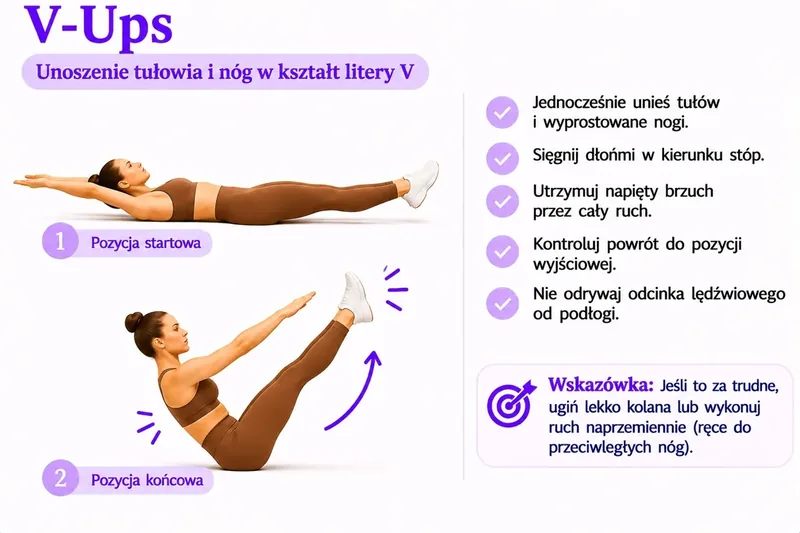 V-Ups
Unoszenie tułowia i nóg w kształt litery V
1 Pozycja startowa
2 Pozycja końcowa
Jednocześnie unieś tułów
i wyprostowane nogi.
Sięgnij dłońmi w kierunku stóp.
Utrzymuj napięty brzuch
przez cały ruch.
Kontroluj powrót do pozycji
wyjściowej.
Nie odrywaj odcinka lędźwiowego
od podłogi.
Wskazówka: Jeśli to za trudne,
ugiń lekko kolana lub wykonuj
ruch naprzemiennie (ręce do
przeciwległych nóg).